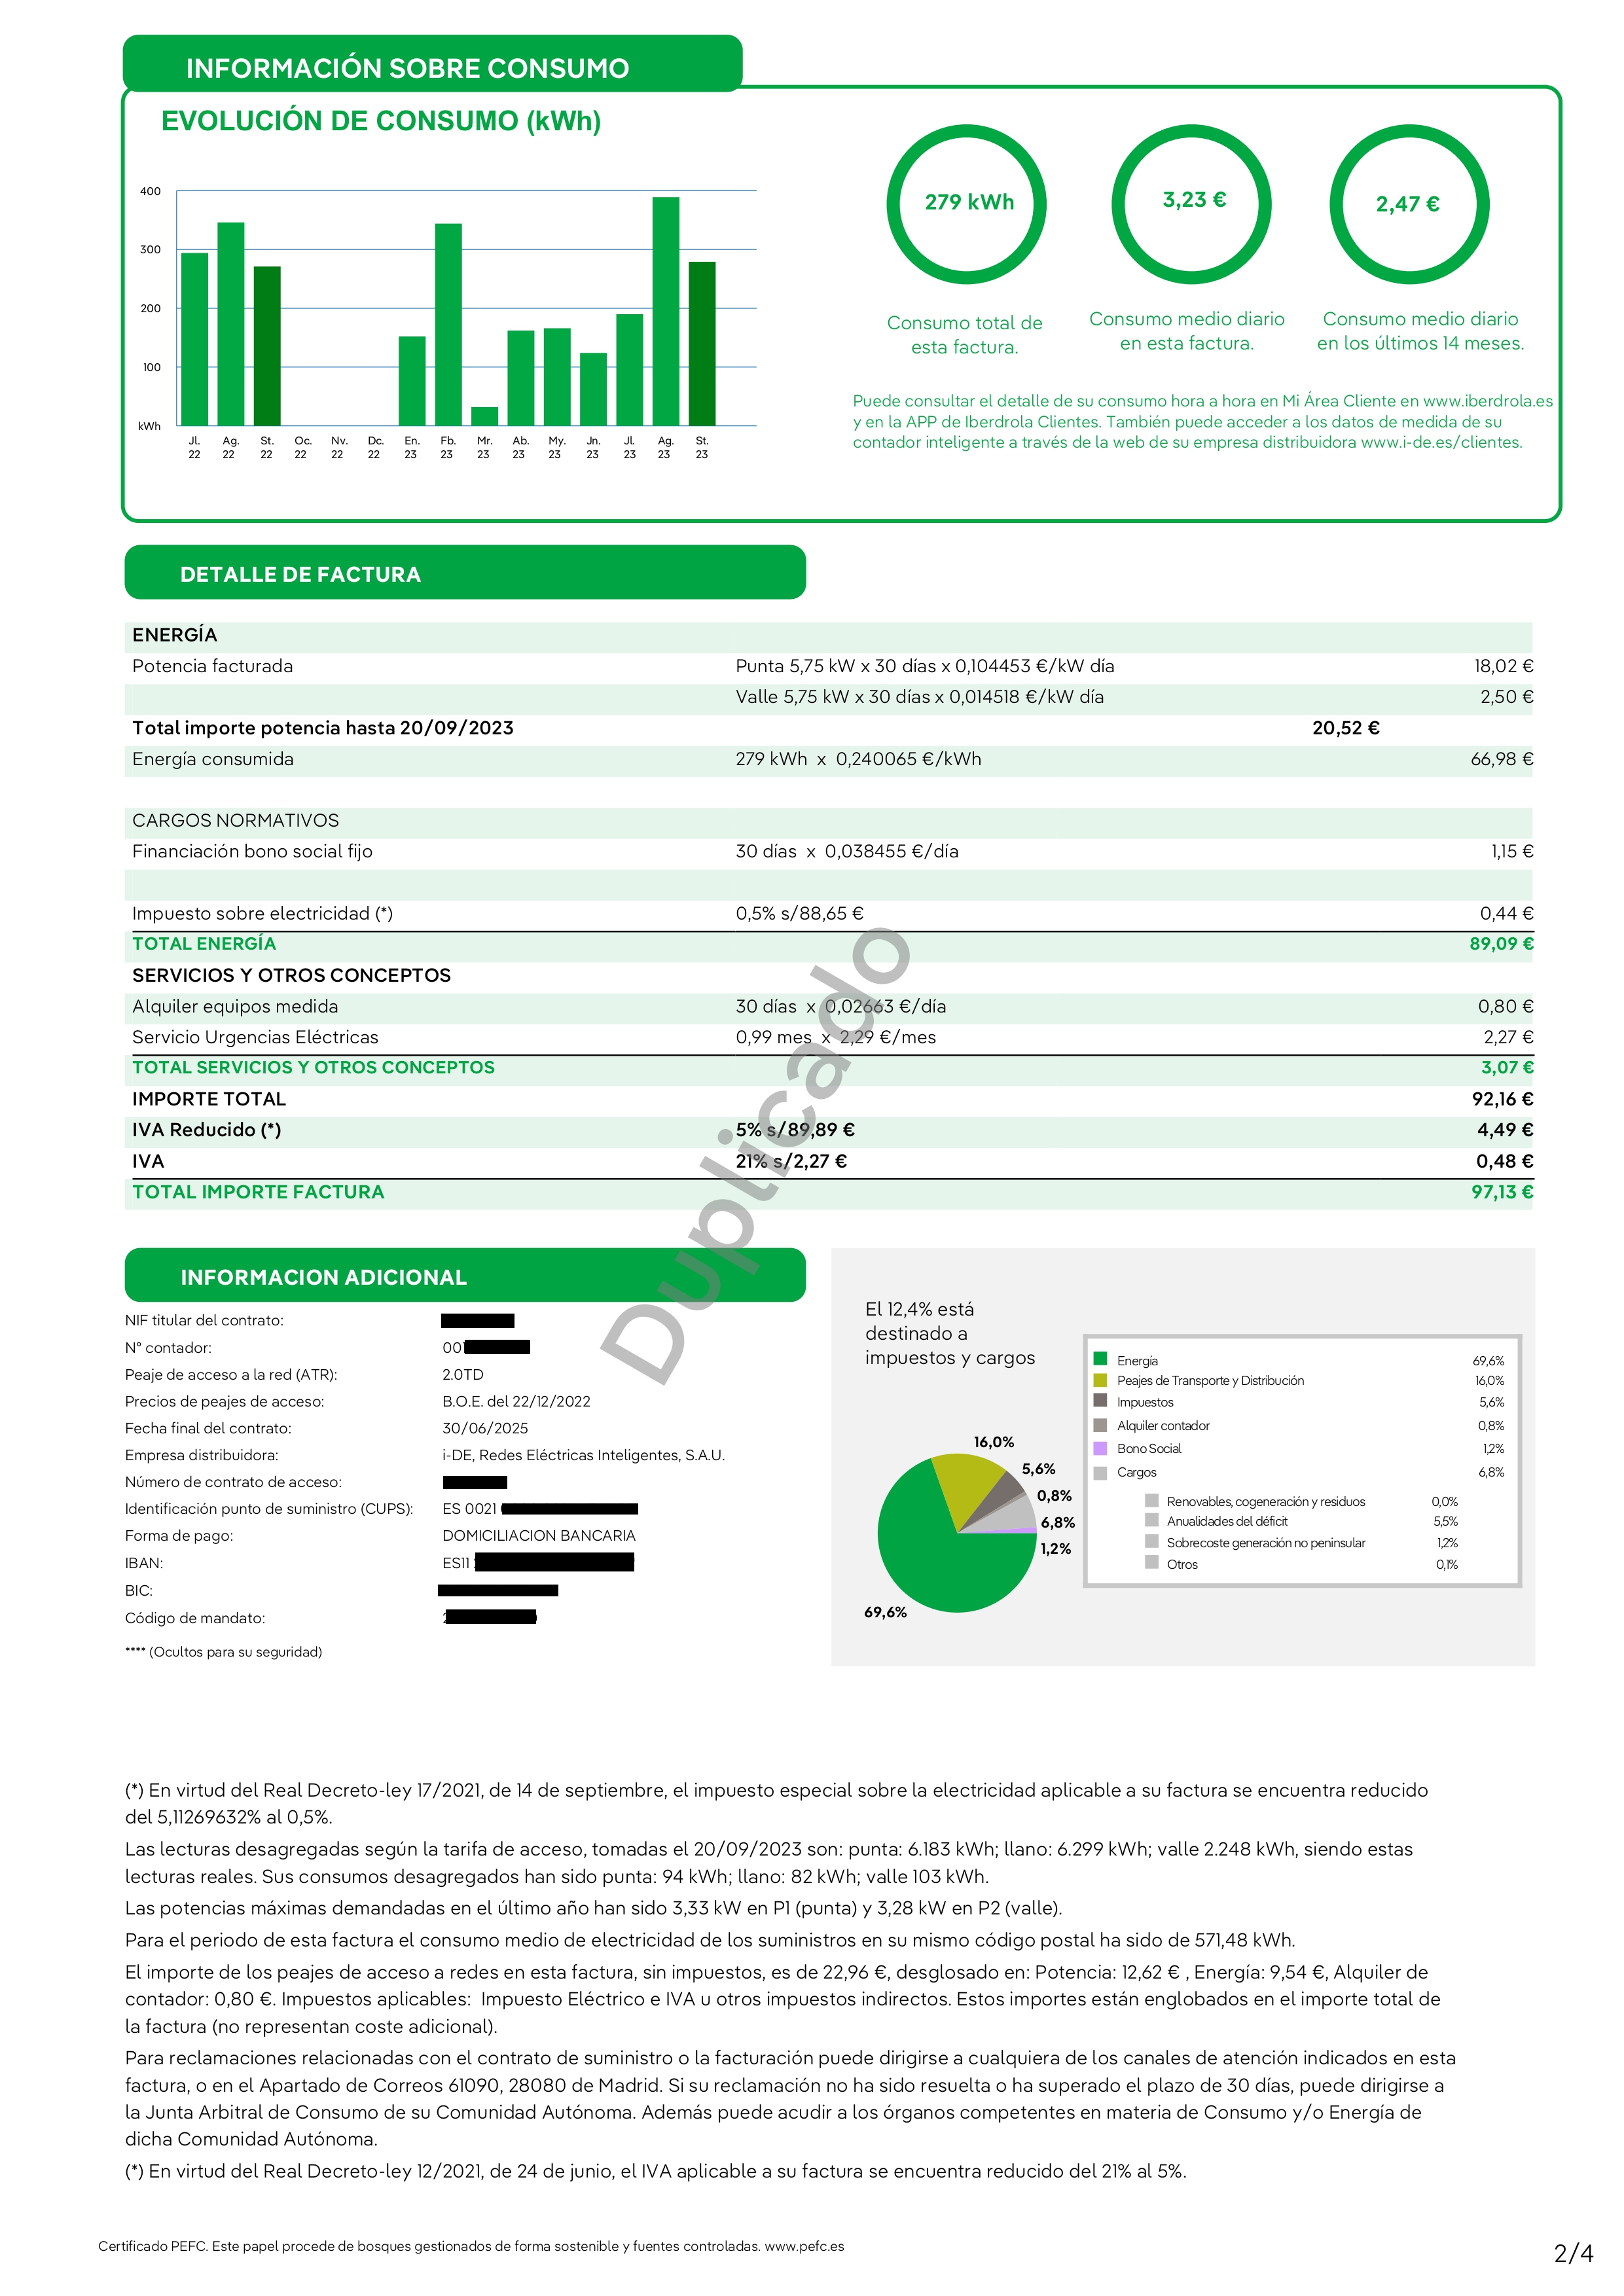 INFORMACIÓN SOBRE CONSUMO
EVOLUCIÓN DE CONSUMO (kWh)
400
300
200
100
kWh
Jl. Ag. St. Oc. Nv. Dc. En. Fb. Mr. Ab. My. Jn. Jl. Ag. St.
22 22 22 22 22 22 23 23 23 23 23 23 23 23 23
279 kWh
3,23 €
2,47 €
Consumo total de
esta factura.
Consumo medio diario
en esta factura.
Consumo medio diario
en los últimos 14 meses.
Puede consultar el detalle de su consumo hora a hora en Mi Área Cliente en www.iberdrola.es
y en la APP de Iberdrola Clientes. También puede acceder a los datos de medida de su
contador inteligente a través de la web de su empresa distribuidora www.i-de.es/clientes.
DETALLE DE FACTURA
ENERGÍA
Potencia facturada Punta 5,75 kW x 30 días x 0,104453 €/kW día 18,02 €
Valle 5,75 kW x 30 días x 0,014518 €/kW día 2,50 €
Total importe potencia hasta 20/09/2023 20,52 €
Energía consumida 279 kWh x 0,240065 €/kWh 66,98 €
CARGOS NORMATIVOS
Financiación bono social fijo 30 días x 0,038455 €/día 1,15 €
Impuesto sobre electricidad (*) 0,5% s/88,65 € 0,44 €
TOTAL ENERGÍA 89,09 €
SERVICIOS Y OTROS CONCEPTOS
Alquiler equipos medida 30 días x 0,02663 €/día 0,80 €
Servicio Urgencias Eléctricas 0,99 mes x 2,29 €/mes 2,27 €
TOTAL SERVICIOS Y OTROS CONCEPTOS 3,07 €
IMPORTE TOTAL 92,16 €
IVA Reducido (*) 5% s/89,89 € 4,49 €
IVA 21% s/2,27 € 0,48 €
TOTAL IMPORTE FACTURA 97,13 €
Duplicado
INFORMACION ADICIONAL
NIF titular del contrato:
Nº contador: 001
Peaje de acceso a la red (ATR): 2.0TD
Precios de peajes de acceso: B.O.E. del 22/12/2022
Fecha final del contrato: 30/06/2025
Empresa distribuidora: i-DE, Redes Eléctricas Inteligentes, S.A.U.
Número de contrato de acceso:
Identificación punto de suministro (CUPS): ES 0021
Forma de pago: DOMICILIACION BANCARIA
IBAN: ES11
BIC:
Código de mandato:
**** (Ocultos para su seguridad)
El 12,4% está
destinado a
impuestos y cargos
16,0%
5,6%
0,8%
6,8%
1,2%
69,6%
Energía 69,6%
Peajes de Transporte y Distribución 16,0%
Impuestos 5,6%
Alquiler contador 0,8%
Bono Social 1,2%
Cargos 6,8%
Renovables, cogeneración y residuos 0,0%
Anualidades del déficit 5,5%
Sobrecoste generación no peninsular 1,2%
Otros 0,1%
(*) En virtud del Real Decreto-ley 17/2021, de 14 de septiembre, el impuesto especial sobre la electricidad aplicable a su factura se encuentra reducido
del 5,11269632% al 0,5%.
Las lecturas desagregadas según la tarifa de acceso, tomadas el 20/09/2023 son: punta: 6.183 kWh; llano: 6.299 kWh; valle 2.248 kWh, siendo estas
lecturas reales. Sus consumos desagregados han sido punta: 94 kWh; llano: 82 kWh; valle 103 kWh.
Las potencias máximas demandadas en el último año han sido 3,33 kW en P1 (punta) y 3,28 kW en P2 (valle).
Para el periodo de esta factura el consumo medio de electricidad de los suministros en su mismo código postal ha sido de 571,48 kWh.
El importe de los peajes de acceso a redes en esta factura, sin impuestos, es de 22,96 €, desglosado en: Potencia: 12,62 € , Energía: 9,54 €, Alquiler de
contador: 0,80 €. Impuestos aplicables: Impuesto Eléctrico e IVA u otros impuestos indirectos. Estos importes están englobados en el importe total de
la factura (no representan coste adicional).
Para reclamaciones relacionadas con el contrato de suministro o la facturación puede dirigirse a cualquiera de los canales de atención indicados en esta
factura, o en el Apartado de Correos 61090, 28080 de Madrid. Si su reclamación no ha sido resuelta o ha superado el plazo de 30 días, puede dirigirse a
la Junta Arbitral de Consumo de su Comunidad Autónoma. Además puede acudir a los órganos competentes en materia de Consumo y/o Energía de
dicha Comunidad Autónoma.
(*) En virtud del Real Decreto-ley 12/2021, de 24 de junio, el IVA aplicable a su factura se encuentra reducido del 21% al 5%.
Certificado PEFC. Este papel procede de bosques gestionados de forma sostenible y fuentes controladas. www.pefc.es
2/4